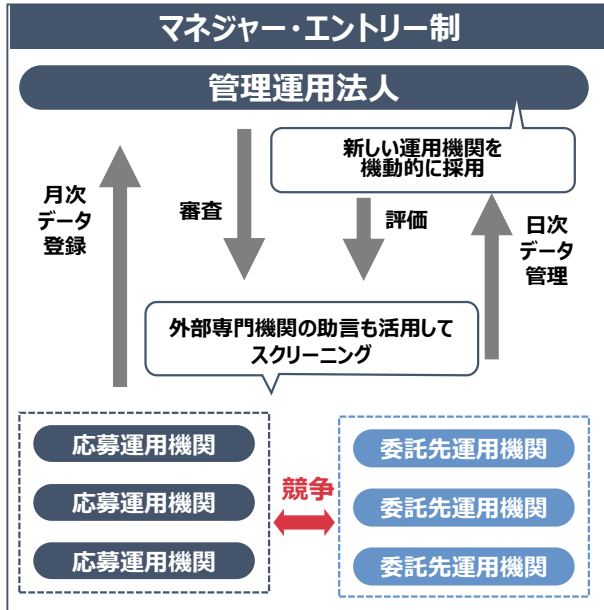 マネジャー・エントリー制
管理運用法人
新しい運用機関を
機動的に採用
月次
データ
登録
審査
評価
日次
データ
管理
外部専門機関の助言も活用して
スクリーニング
応募運用機関
応募運用機関
応募運用機関
競争
委託先運用機関
委託先運用機関
委託先運用機関